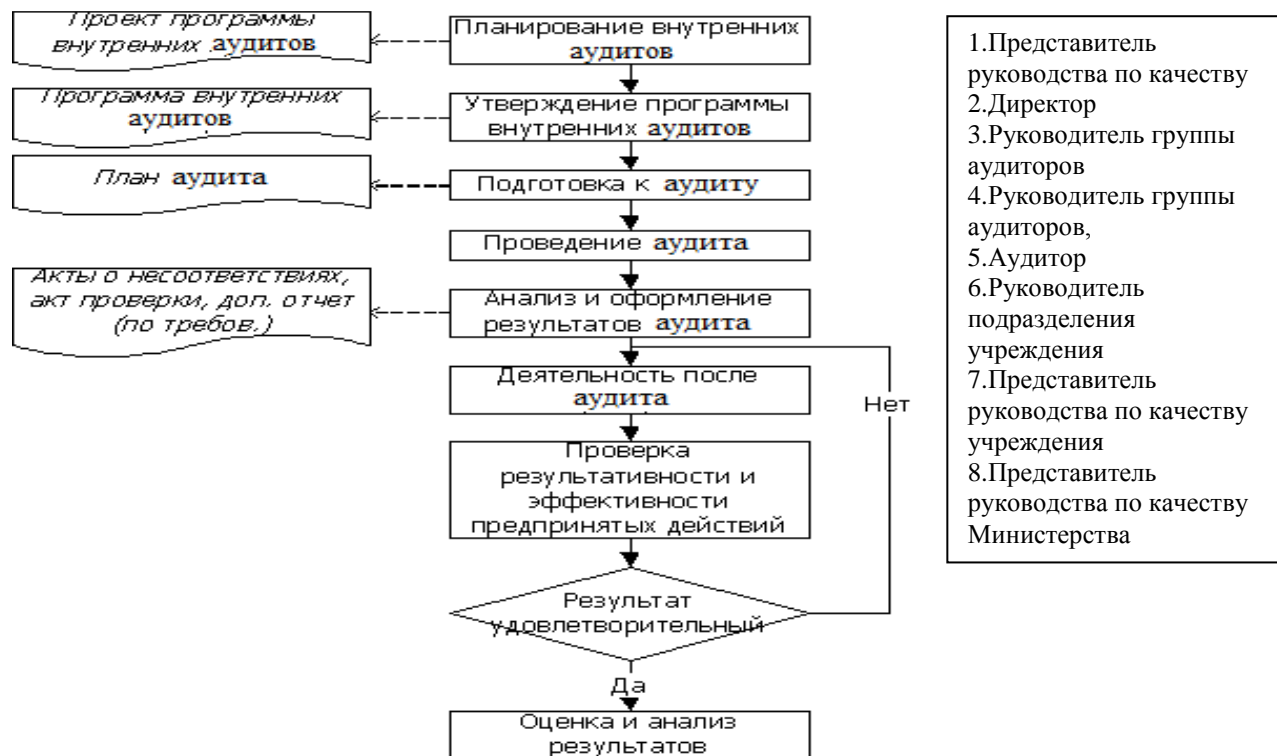 Проект программы
внутренних аудитов
Планирование внутренних
аудитов
Программа внутренних
аудитов
Утверждение программы
внутренних аудитов
План аудита
Подготовка к аудиту
Проведение аудита
Акты о несоответствиях,
акт проверки, доп. отчет
(по требов.)
Анализ и оформление
результатов аудита
Деятельность после
аудита
Нет
Проверка
результативности и
эффективности
предпринятых действий
Результат
удовлетворительный
Да
Оценка и анализ
результатов
1.Представитель
руководства по качеству
2.Директор
3.Руководитель группы
аудиторов
4.Руководитель группы
аудиторов,
5.Аудитор
6.Руководитель
подразделения
учреждения
7.Представитель
руководства по качеству
учреждения
8.Представитель
руководства по качеству
Министерства